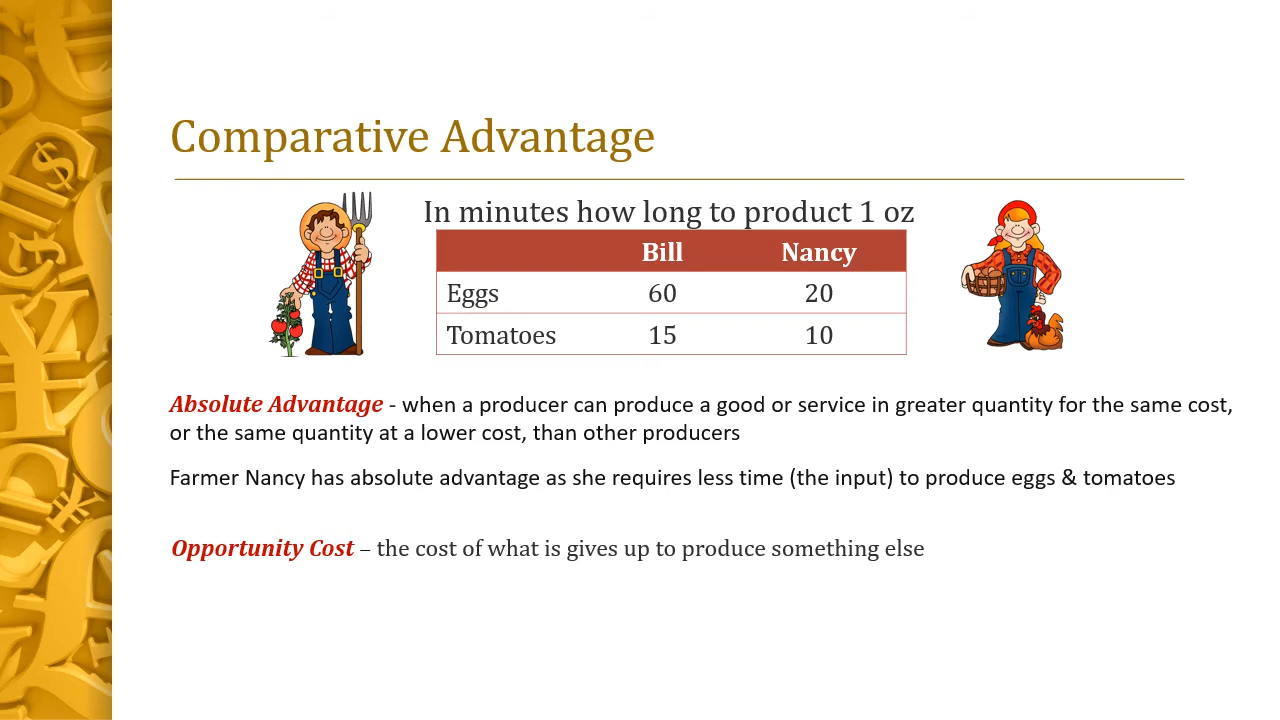 Comparative Advantage
In minutes how long to product 1 oz
Bill Nancy
Eggs 60 20
Tomatoes 15 10
Absolute Advantage - when a producer can produce a good or service in greater quantity for the same cost,
or the same quantity at a lower cost, than other producers
Farmer Nancy has absolute advantage as she requires less time (the input) to produce eggs & tomatoes
Opportunity Cost – the cost of what is gives up to produce something else